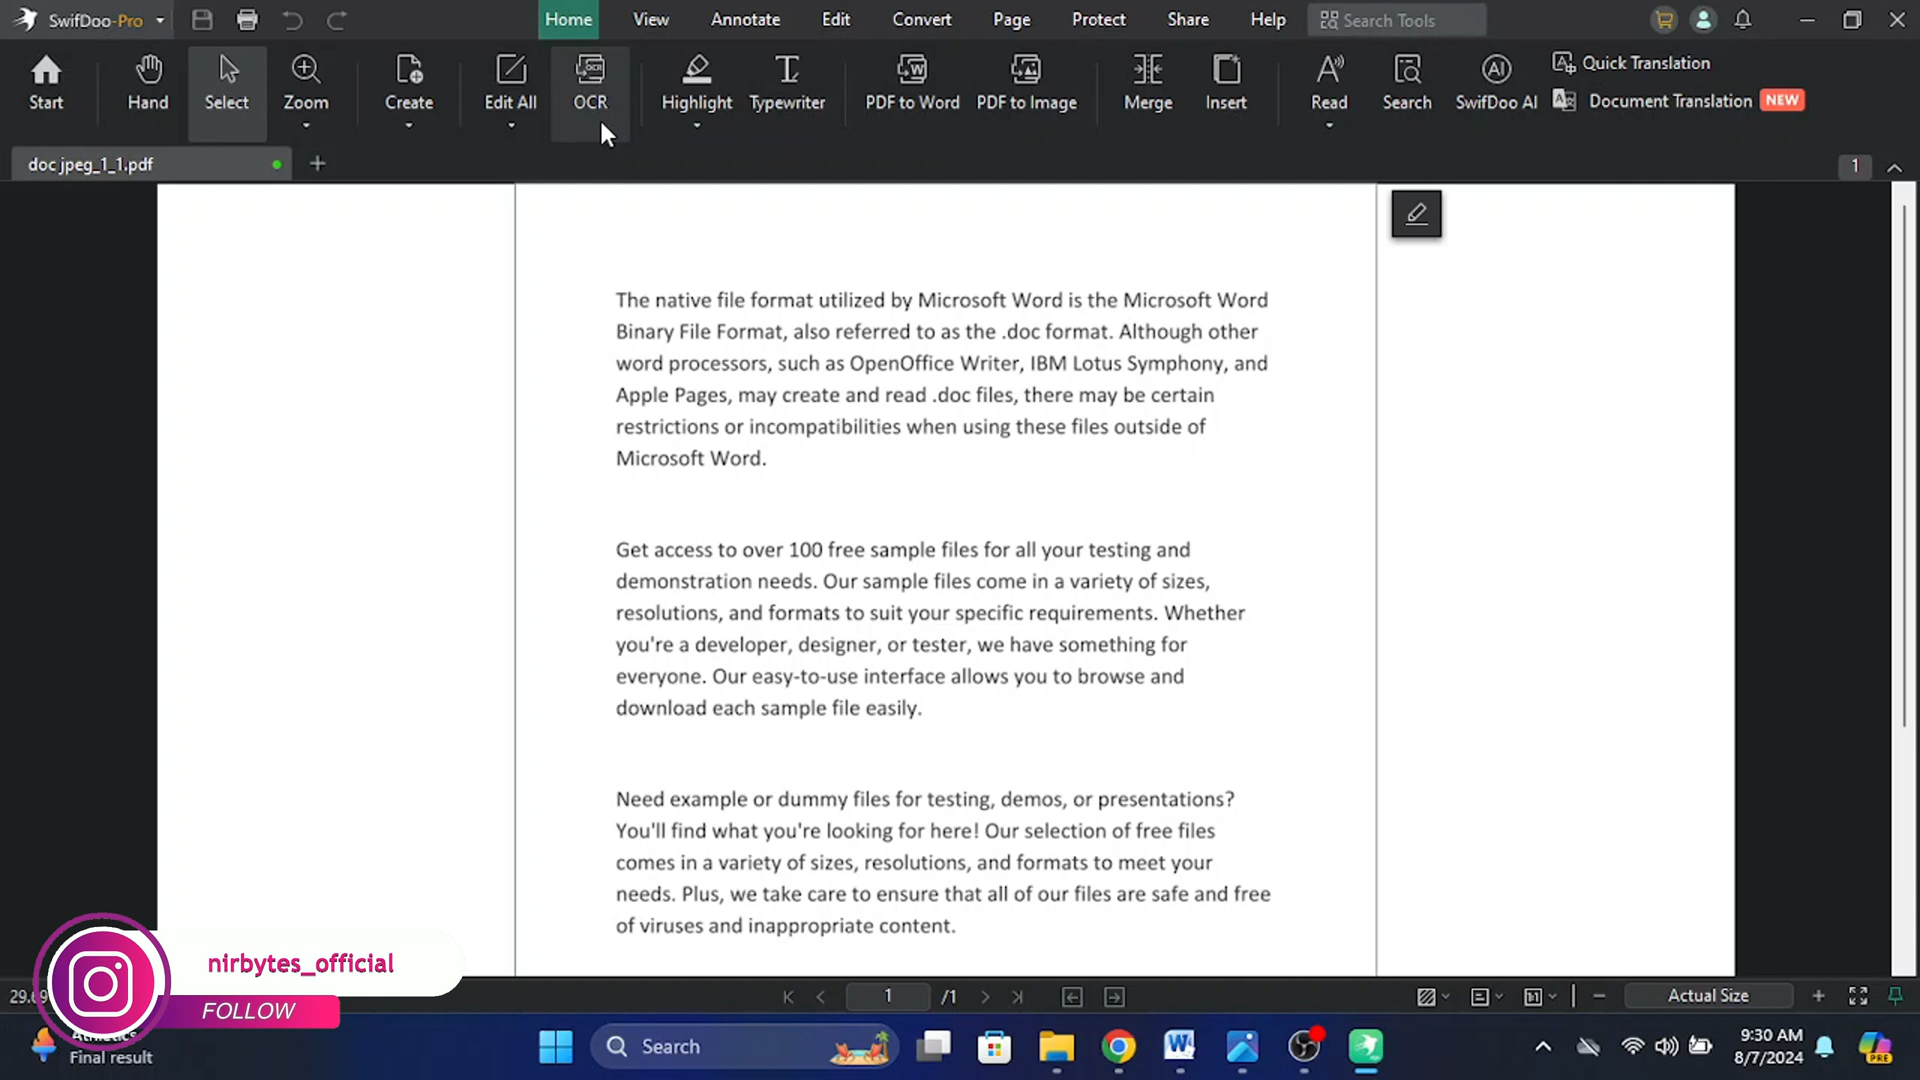 SwifDoo-Pro
Home View Annotate Edit Convert Page Protect Share Help Search Tools
Start Hand Select Zoom Create Edit All OCR Highlight Typewriter PDF to Word PDF to Image Merge Insert Read Search SwifDoo AI
Quick Translation
Document Translation NEW
doc jpeg_1_1.pdf
1
The native file format utilized by Microsoft Word is the Microsoft Word
Binary File Format, also referred to as the .doc format. Although other
word processors, such as OpenOffice Writer, IBM Lotus Symphony, and
Apple Pages, may create and read .doc files, there may be certain
restrictions or incompatibilities when using these files outside of
Microsoft Word.
Get access to over 100 free sample files for all your testing and
demonstration needs. Our sample files come in a variety of sizes,
resolutions, and formats to suit your specific requirements. Whether
you're a developer, designer, or tester, we have something for
everyone. Our easy-to-use interface allows you to browse and
download each sample file easily.
Need example or dummy files for testing, demos, or presentations?
You'll find what you're looking for here! Our selection of free files
comes in a variety of sizes, resolutions, and formats to meet your
needs. Plus, we take care to ensure that all of our files are safe and free
of viruses and inappropriate content.
nirbytes_official
FOLLOW
1 /1
Actual Size
Athletics
Final result
Search
9:30 AM
8/7/2024
PRE